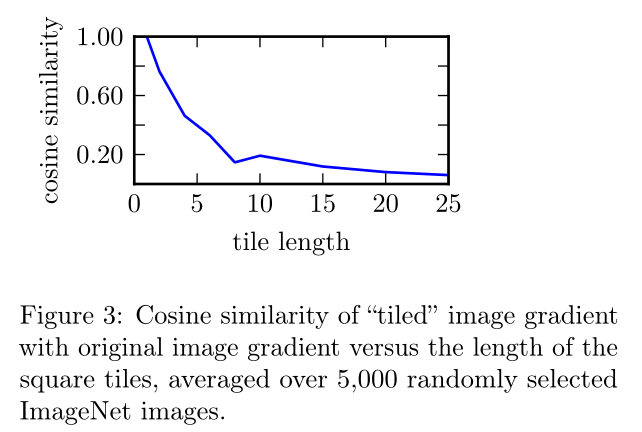 cosine similarity
1.00
0.60
0.20
0 5 10 15 20 25
tile length
Figure 3: Cosine similarity of “tiled” image gradient
with original image gradient versus the length of the
square tiles, averaged over 5,000 randomly selected
ImageNet images.